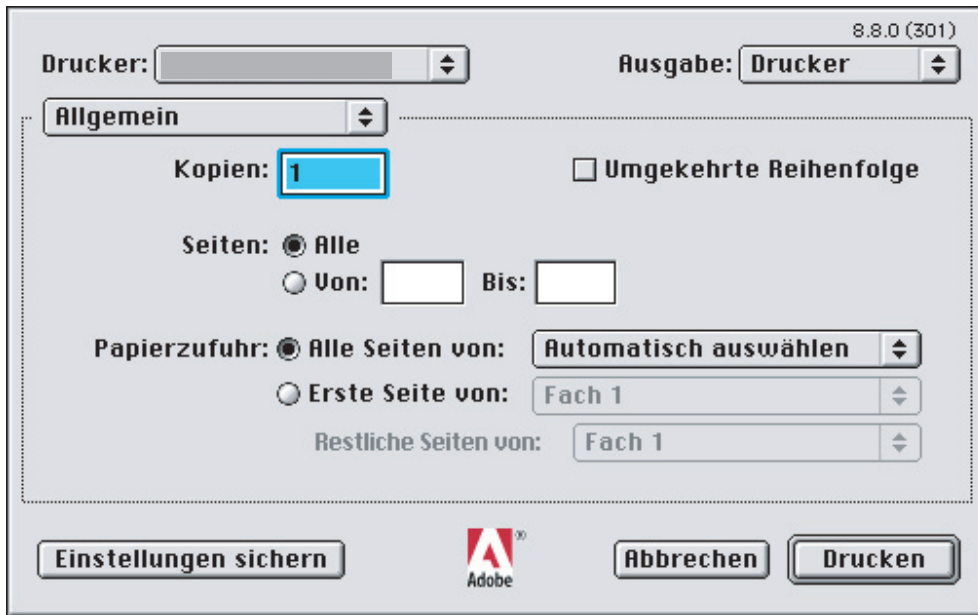 8.8.0 (301)
Drucker: Ausgabe: Drucker
Allgemein
Kopien: 1 Umgekehrte Reihenfolge
Seiten: Alle
Von: Bis:
Papierzufuhr: Alle Seiten von: Automatisch auswählen
Erste Seite von: Fach 1
Restliche Seiten von: Fach 1
Einstellungen sichern Adobe® Abbrechen Drucken